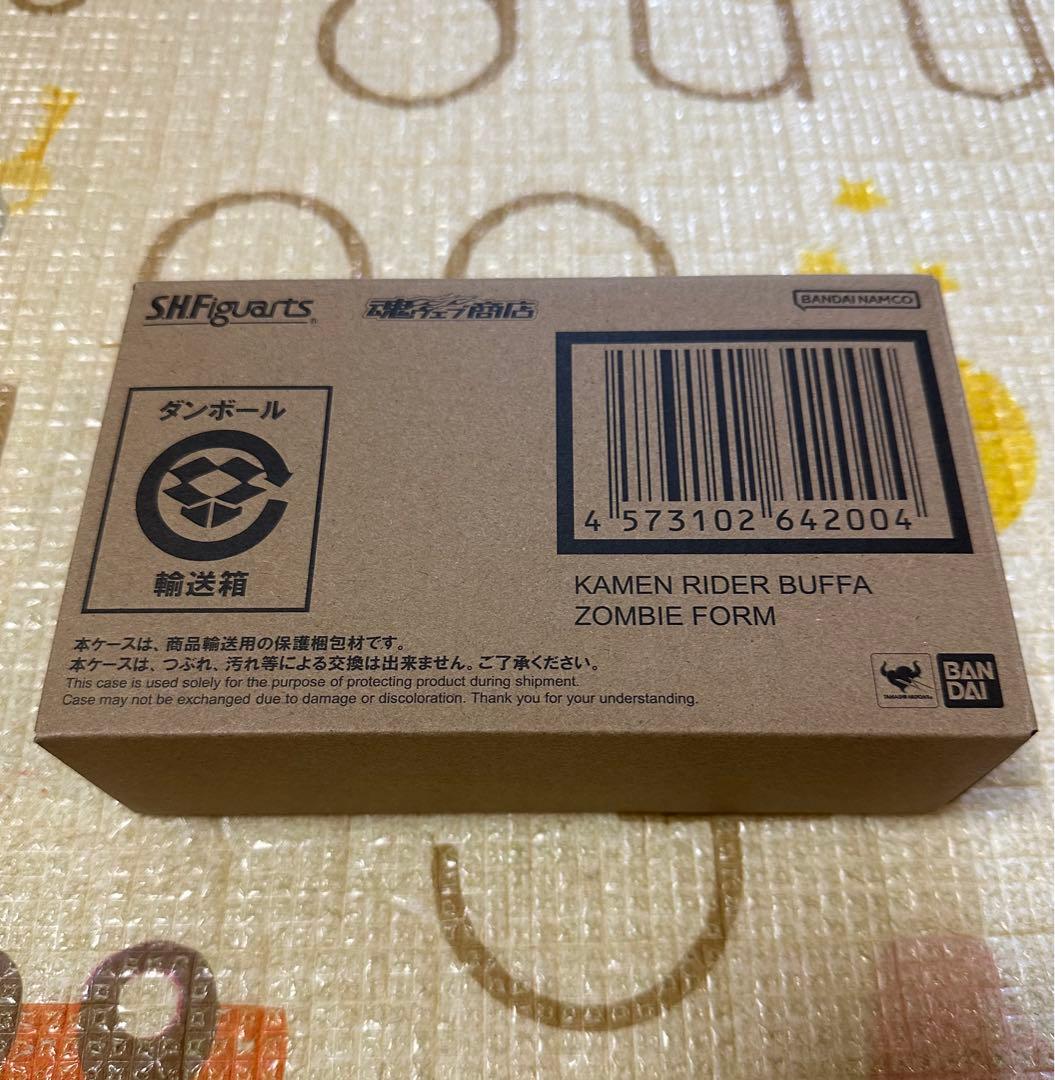 S.H.Figuarts
魂ウェブ商店
BANDAI NAMCO
ダンボール
輸送箱
4 573102 642004
KAMEN RIDER BUFFA
ZOMBIE FORM
本ケースは、商品輸送用の保護梱包材です。
本ケースは、つぶれ、汚れ等による交換は出来ません。ご了承ください。
This case is used solely for the purpose of protecting product during shipment.
Case may not be exchanged due to damage or discoloration. Thank you for your understanding.
TAMASHII NATIONS
BAN
DAI